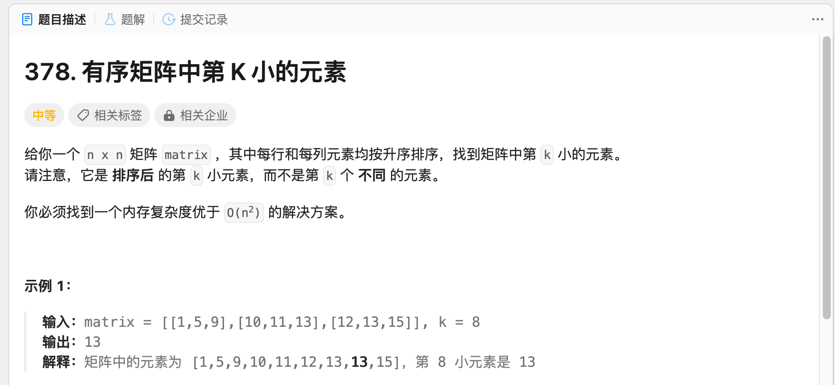 题目描述 题解 提交记录
378. 有序矩阵中第 K 小的元素
中等 相关标签 相关企业
给你一个 n x n 矩阵 matrix ，其中每行和每列元素均按升序排序，找到矩阵中第 k 小的元素。
请注意，它是 排序后 的第 k 小元素，而不是第 k 个 不同 的元素。
你必须找到一个内存复杂度优于 O(n²) 的解决方案。
示例 1：
输入：matrix = [[1,5,9],[10,11,13],[12,13,15]], k = 8
输出：13
解释：矩阵中的元素为 [1,5,9,10,11,12,13,13,15]，第 8 小元素是 13